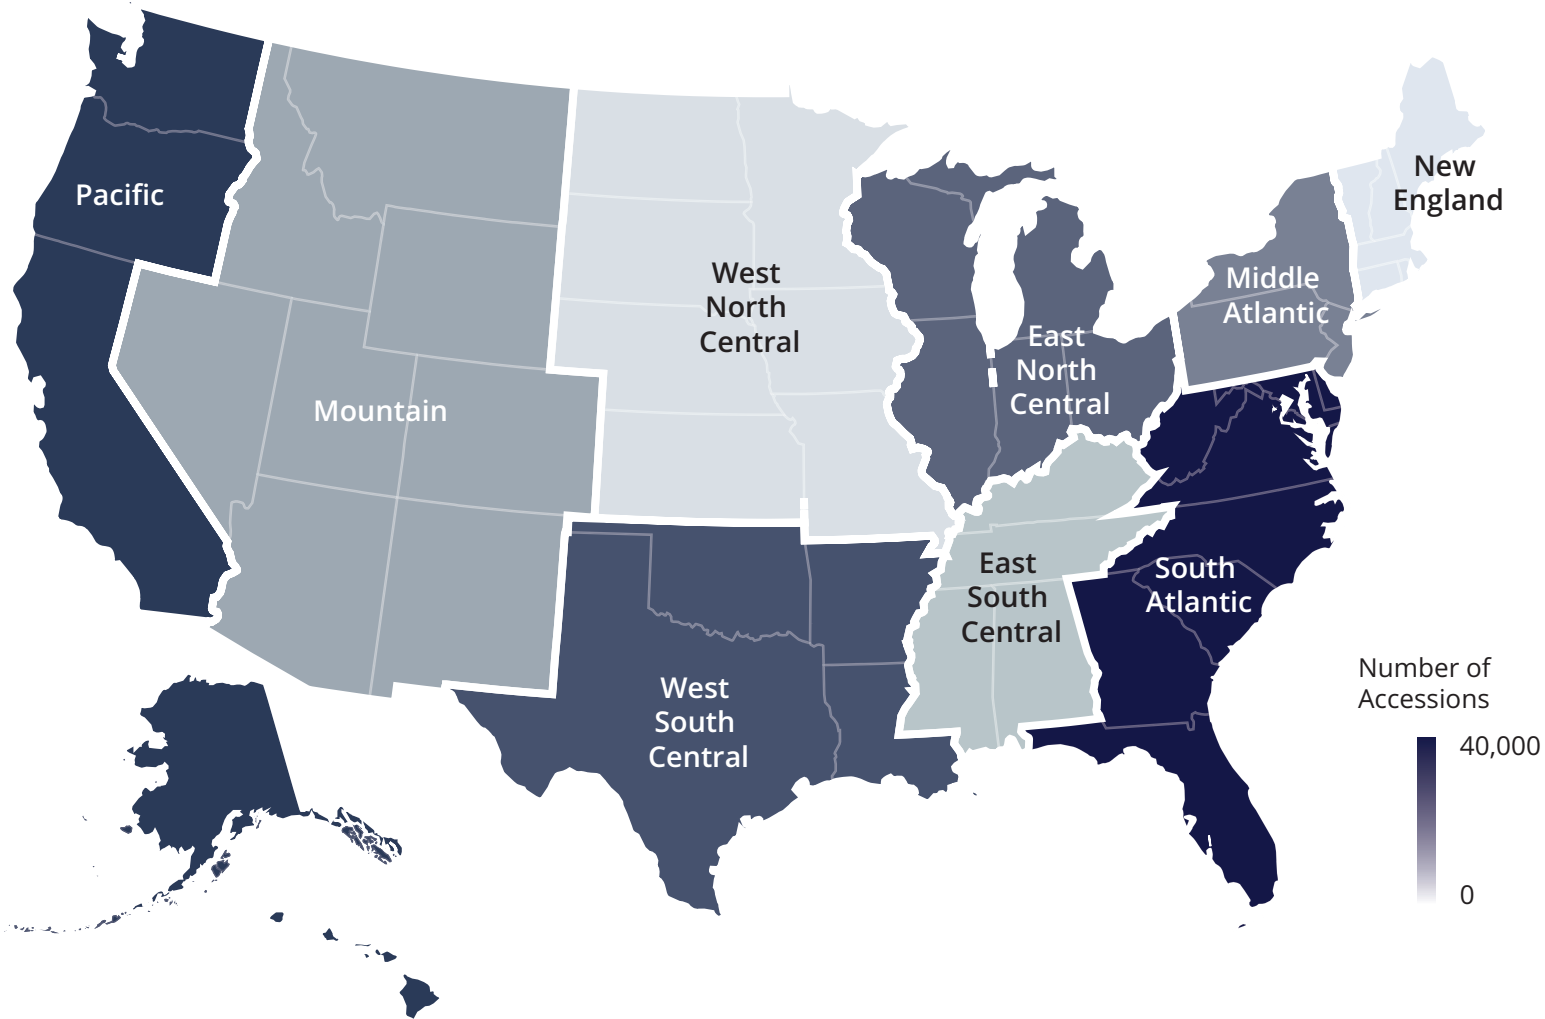 New
England
Pacific
West
North
Central
Middle
Atlantic
East
North
Central
Mountain
East
South
Central
South
Atlantic
West
South
Central
Number of
Accessions
40,000
0